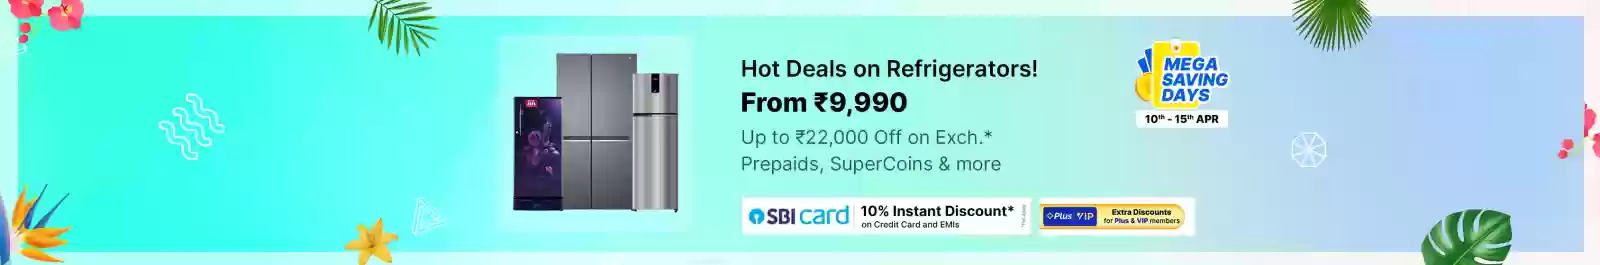 Hot Deals on Refrigerators!
From ₹9,990
Up to ₹22,000 Off on Exch.*
Prepaids, SuperCoins & more
SBI card
10% Instant Discount*
on Credit Card and EMIs
Plus VIP
Extra Discounts
for Plus & VIP members
MEGA
SAVING
DAYS
10th - 15th APR